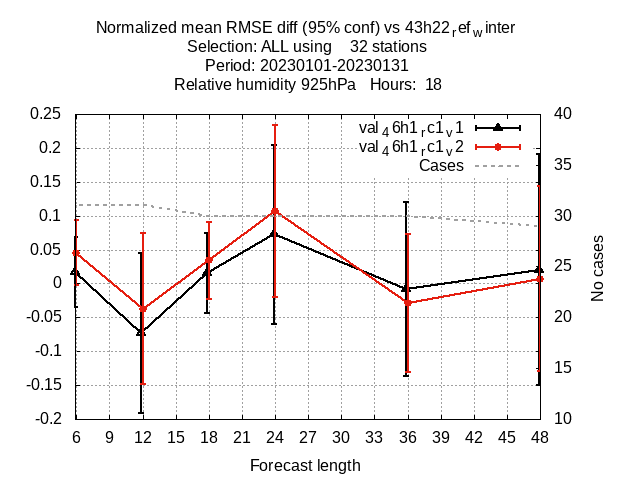 Normalized mean RMSE diff (95% conf) vs 43h22refwinter
Selection: ALL using 32 stations
Period: 20230101-20230131
Relative humidity 925hPa Hours: 18
val46h1rc1v1
val46h1rc1v2
Cases
0.25
0.2
0.15
0.1
0.05
0
-0.05
-0.1
-0.15
-0.2
40
35
30
25
20
15
10
No cases
6 9 12 15 18 21 24 27 30 33 36 39 42 45 48
Forecast length